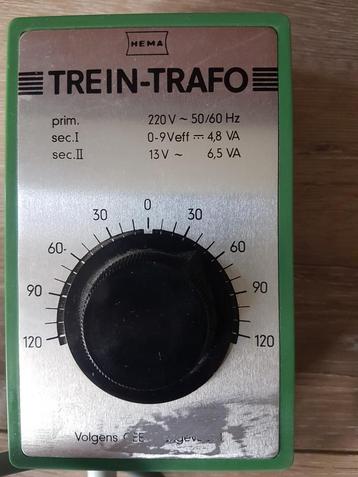 HEMA
TREIN-TRAFO
prim. 220 V ~ 50/60 Hz
sec.I 0-9Veff ⎓ 4,8 VA
sec.II 13V ~ 6,5 VA
0
30 30
60 60
90 90
120 120
Volgens